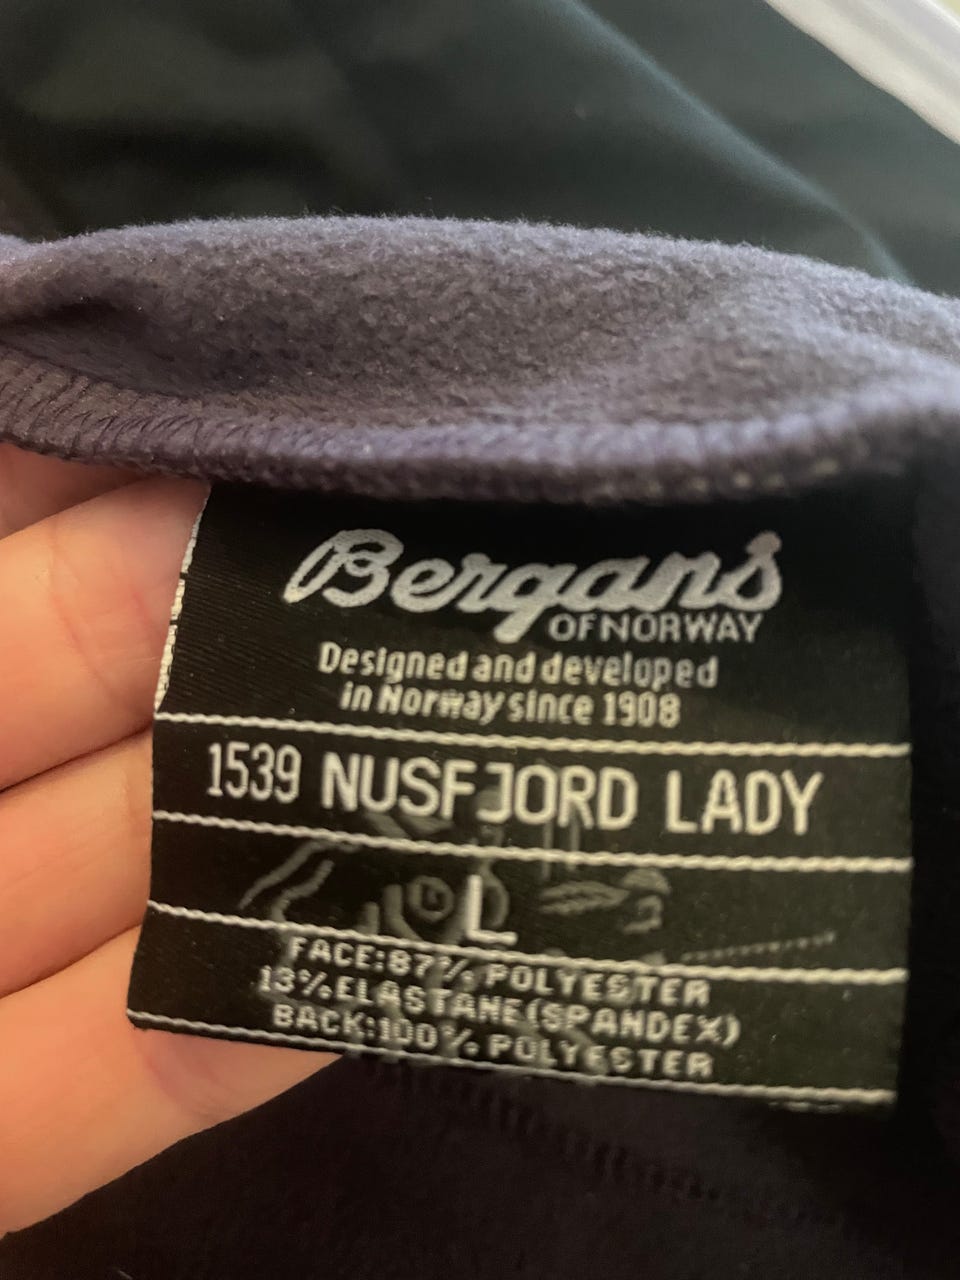 Bergans
OF NORWAY
Designed and developed
in Norway since 1908
1539 NUSFJORD LADY
L
FACE:87% POLYESTER
13%ELASTANE(SPANDEX)
BACK:100% POLYESTER